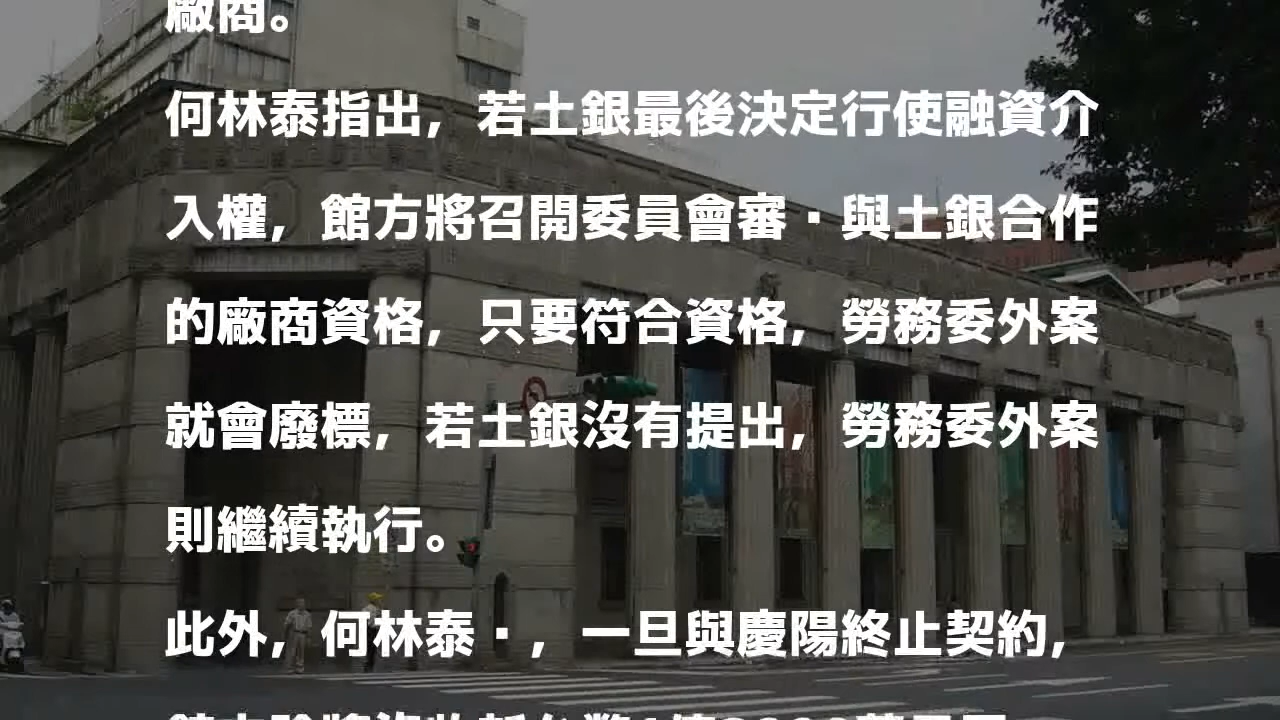 廠商。
何林泰指出，若土銀最後決定行使融資介
入權，館方將召開委員會審▪與土銀合作
的廠商資格，只要符合資格，勞務委外案
就會廢標，若土銀沒有提出，勞務委外案
則繼續執行。
此外，何林泰▪，一旦與慶陽終止契約，